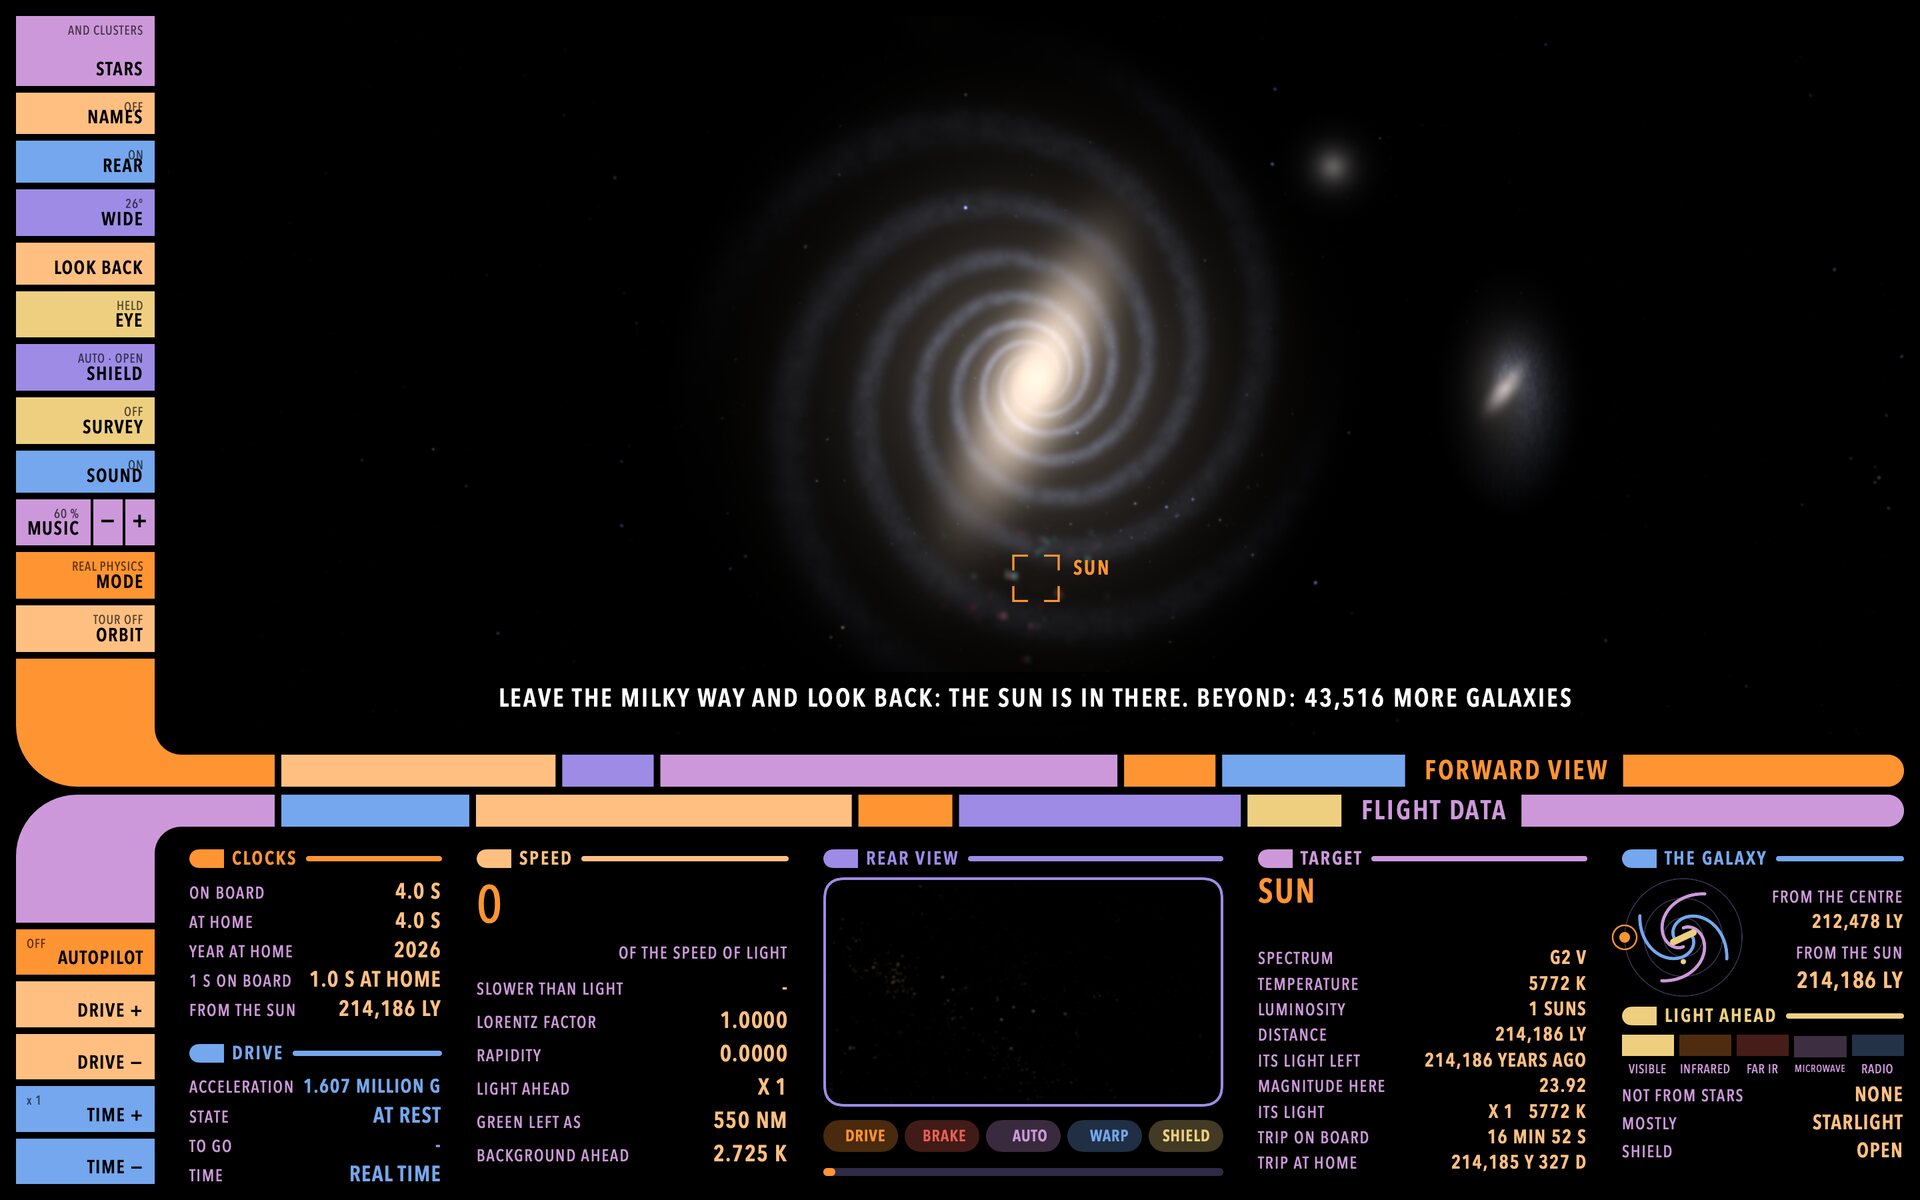 AND CLUSTERS
STARS
OFF
NAMES
ON
REAR
26°
WIDE
LOOK BACK
HELD
EYE
AUTO · OPEN
SHIELD
OFF
SURVEY
ON
SOUND
60 %
MUSIC − +
REAL PHYSICS
MODE
TOUR OFF
ORBIT
SUN
LEAVE THE MILKY WAY AND LOOK BACK: THE SUN IS IN THERE. BEYOND: 43,516 MORE GALAXIES
FORWARD VIEW
FLIGHT DATA
OFF
AUTOPILOT
DRIVE +
DRIVE −
x 1
TIME +
TIME −
CLOCKS
ON BOARD 4.0 S
AT HOME 4.0 S
YEAR AT HOME 2026
1 S ON BOARD 1.0 S AT HOME
FROM THE SUN 214,186 LY
DRIVE
ACCELERATION 1.607 MILLION G
STATE AT REST
TO GO -
TIME REAL TIME
SPEED
0
OF THE SPEED OF LIGHT
SLOWER THAN LIGHT -
LORENTZ FACTOR 1.0000
RAPIDITY 0.0000
LIGHT AHEAD X 1
GREEN LEFT AS 550 NM
BACKGROUND AHEAD 2.725 K
REAR VIEW
DRIVE BRAKE AUTO WARP SHIELD
TARGET
SUN
SPECTRUM G2 V
TEMPERATURE 5772 K
LUMINOSITY 1 SUNS
DISTANCE 214,186 LY
ITS LIGHT LEFT 214,186 YEARS AGO
MAGNITUDE HERE 23.92
ITS LIGHT X 1 5772 K
TRIP ON BOARD 16 MIN 52 S
TRIP AT HOME 214,185 Y 327 D
THE GALAXY
FROM THE CENTRE
212,478 LY
FROM THE SUN
214,186 LY
LIGHT AHEAD
VISIBLE INFRARED FAR IR MICROWAVE RADIO
NOT FROM STARS NONE
MOSTLY STARLIGHT
SHIELD OPEN